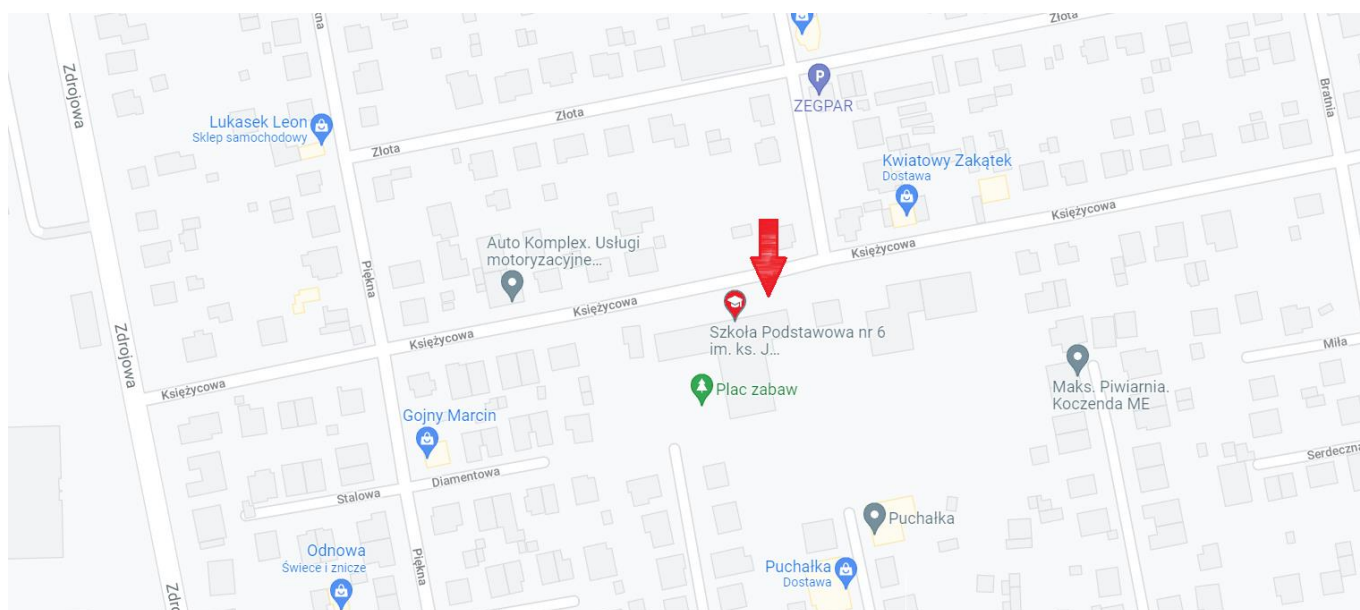 Złota
Zdrojowa
P
ZEGPAR
Bratnia
Lukasek Leon
Sklep samochodowy
Złota
Złota
Kwiatowy Zakątek
Dostawa
Księżycowa
Auto Komplex. Usługi
motoryzacyjne...
Księżycowa
Piękna
Księżycowa
Szkoła Podstawowa nr 6
im. ks. J...
Księżycowa
Miła
Zdrojowa
Księżycowa
Plac zabaw
Maks. Piwiarnia.
Koczenda ME
Gojny Marcin
Serdeczna
Diamentowa
Stalowa
Puchałka
Odnowa
Świece i znicze
Piękna
Puchałka
Dostawa